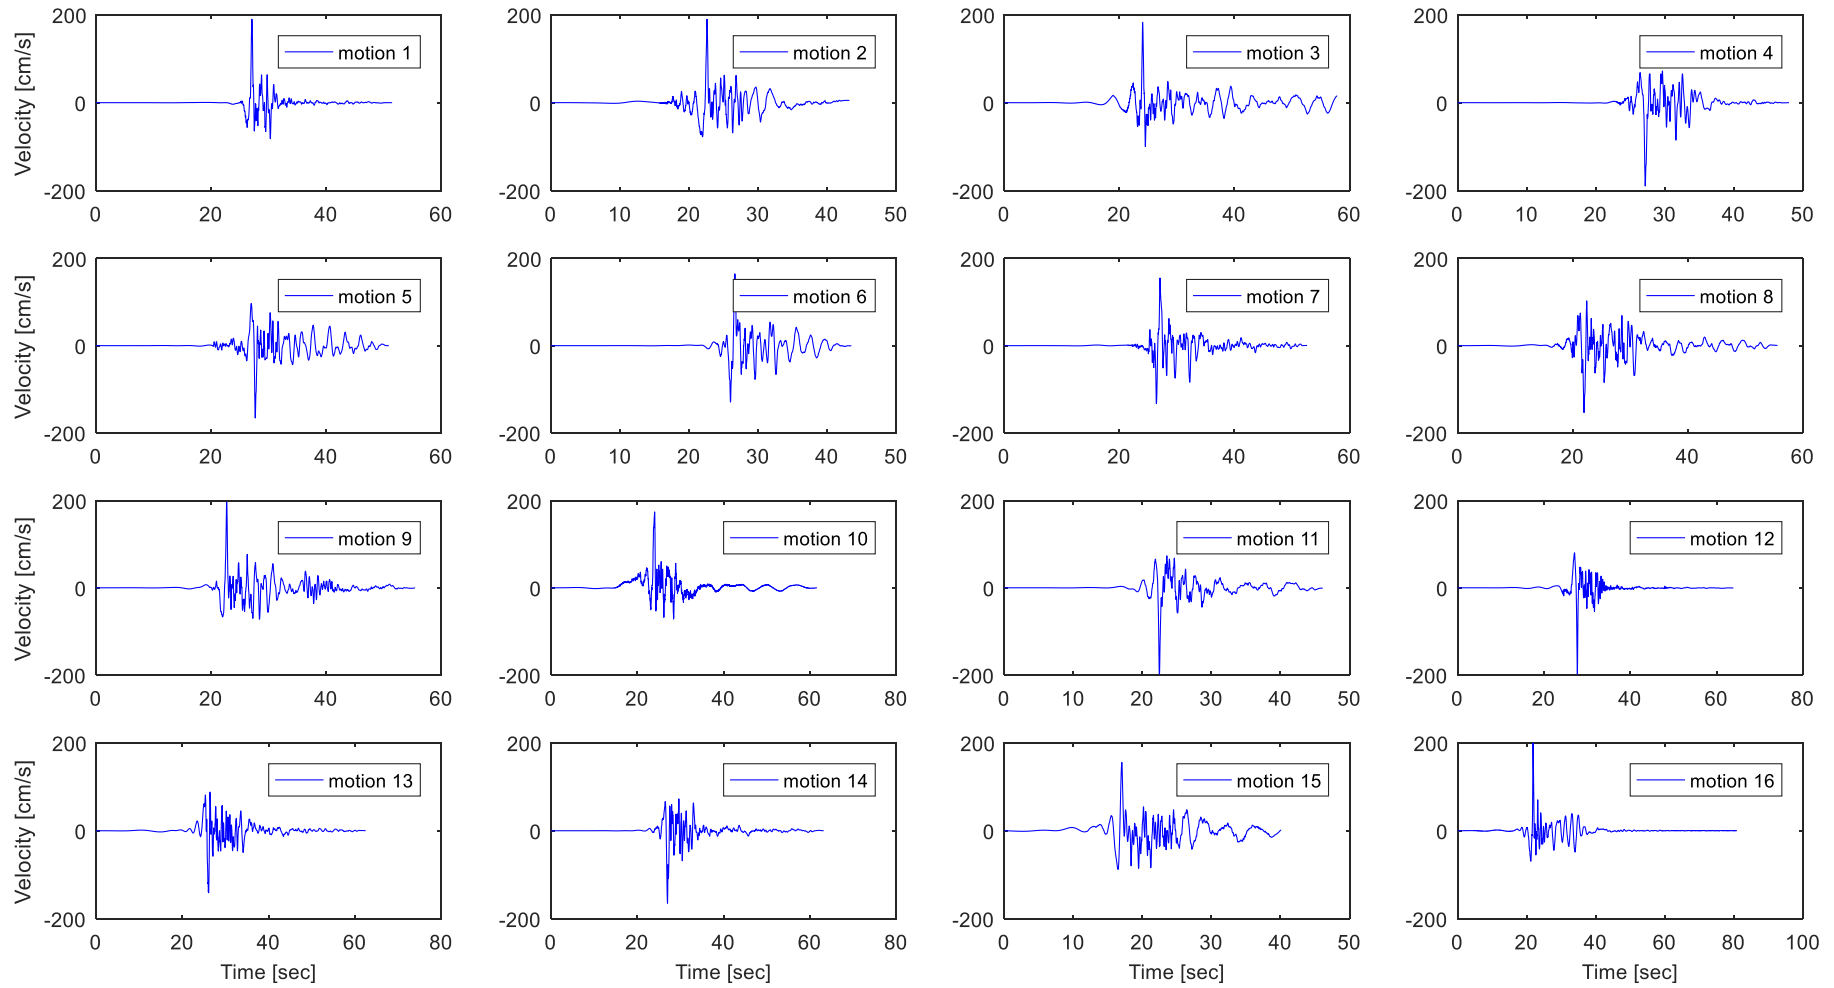 200
0
-200
Velocity [cm/s]
motion 1
0 20 40 60
200
0
-200
motion 2
0 10 20 30 40 50
200
0
-200
motion 3
0 20 40 60
200
0
-200
motion 4
0 10 20 30 40 50
200
0
-200
Velocity [cm/s]
motion 5
0 20 40 60
200
0
-200
motion 6
0 10 20 30 40 50
200
0
-200
motion 7
0 20 40 60
200
0
-200
motion 8
0 20 40 60
200
0
-200
Velocity [cm/s]
motion 9
0 20 40 60
200
0
-200
motion 10
0 20 40 60 80
200
0
-200
motion 11
0 10 20 30 40 50
200
0
-200
motion 12
0 20 40 60 80
200
0
-200
Velocity [cm/s]
motion 13
0 20 40 60 80
Time [sec]
200
0
-200
motion 14
0 20 40 60 80
Time [sec]
200
0
-200
motion 15
0 10 20 30 40 50
Time [sec]
200
0
-200
motion 16
0 20 40 60 80 100
Time [sec]